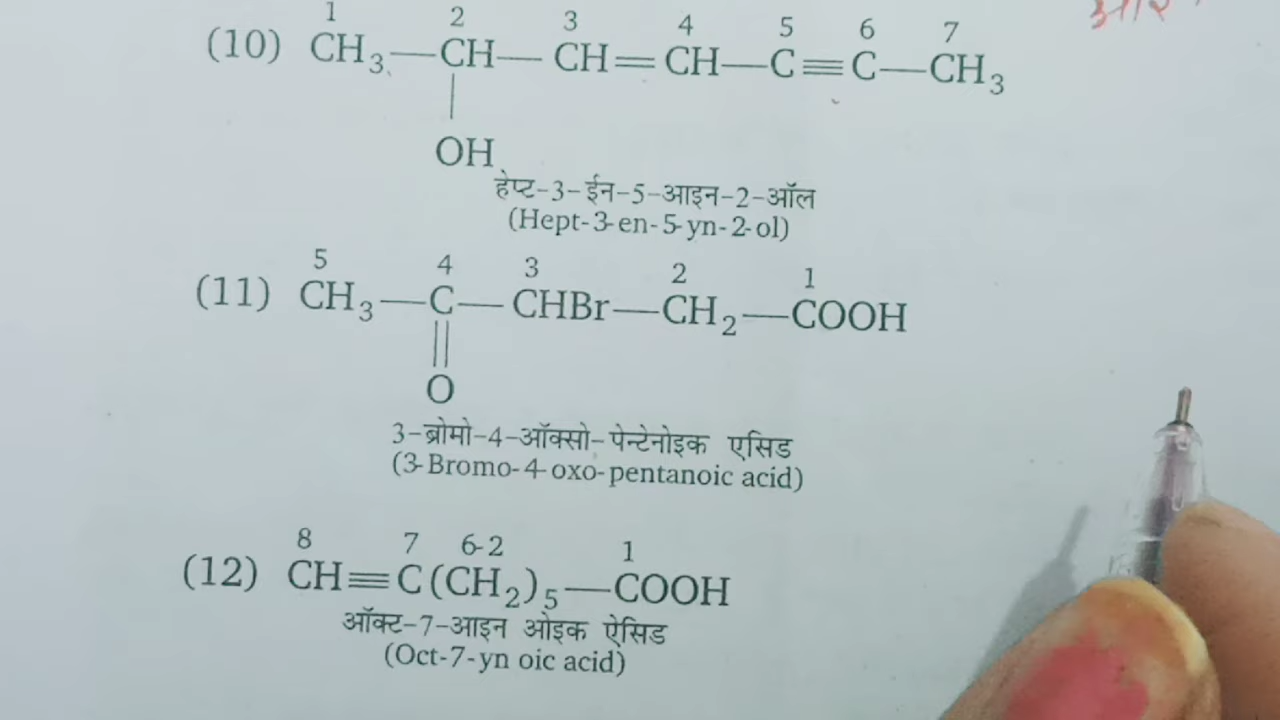 1 2 3 4 5 6 7
(10) CH₃—CH—CH=CH—C≡C—CH₃
OH
हेप्ट-3-ईन-5-आइन-2-ऑल
(Hept-3-en-5-yn-2-ol)
5 4 3 2 1
(11) CH₃—C—CHBr—CH₂—COOH
O
3-ब्रोमो-4-ऑक्सो-पेन्टेनोइक एसिड
(3-Bromo-4-oxo-pentanoic acid)
8 7 6-2 1
(12) CH≡C(CH₂)₅—COOH
ऑक्ट-7-आइन ओइक ऐसिड
(Oct-7-yn oic acid)